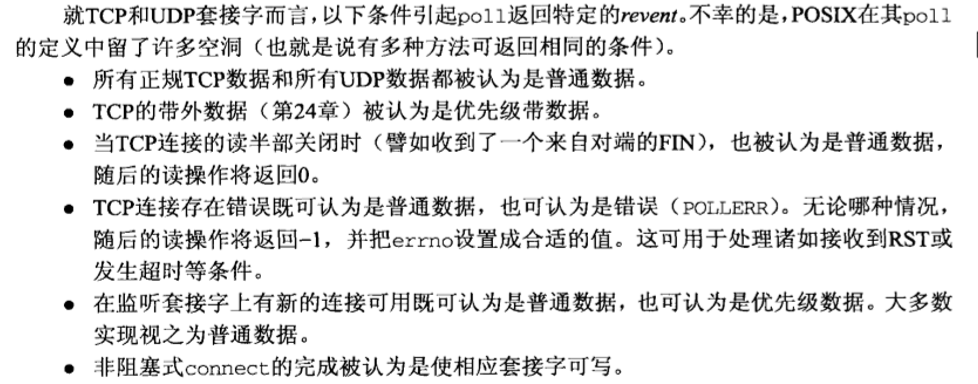 就TCP和UDP套接字而言，以下条件引起poll返回特定的revent。不幸的是，POSIX在其poll
的定义中留了许多空洞（也就是说有多种方法可返回相同的条件）。
● 所有正规TCP数据和所有UDP数据都被认为是普通数据。
● TCP的带外数据（第24章）被认为是优先级带数据。
● 当TCP连接的读半部关闭时（譬如收到了一个来自对端的FIN），也被认为是普通数据，
随后的读操作将返回0。
● TCP连接存在错误既可认为是普通数据，也可认为是错误（POLLERR）。无论哪种情况，
随后的读操作将返回–1，并把errno设置成合适的值。这可用于处理诸如接收到RST或
发生超时等条件。
● 在监听套接字上有新的连接可用既可认为是普通数据，也可认为是优先级数据。大多数
实现视之为普通数据。
● 非阻塞式connect的完成被认为是使相应套接字可写。